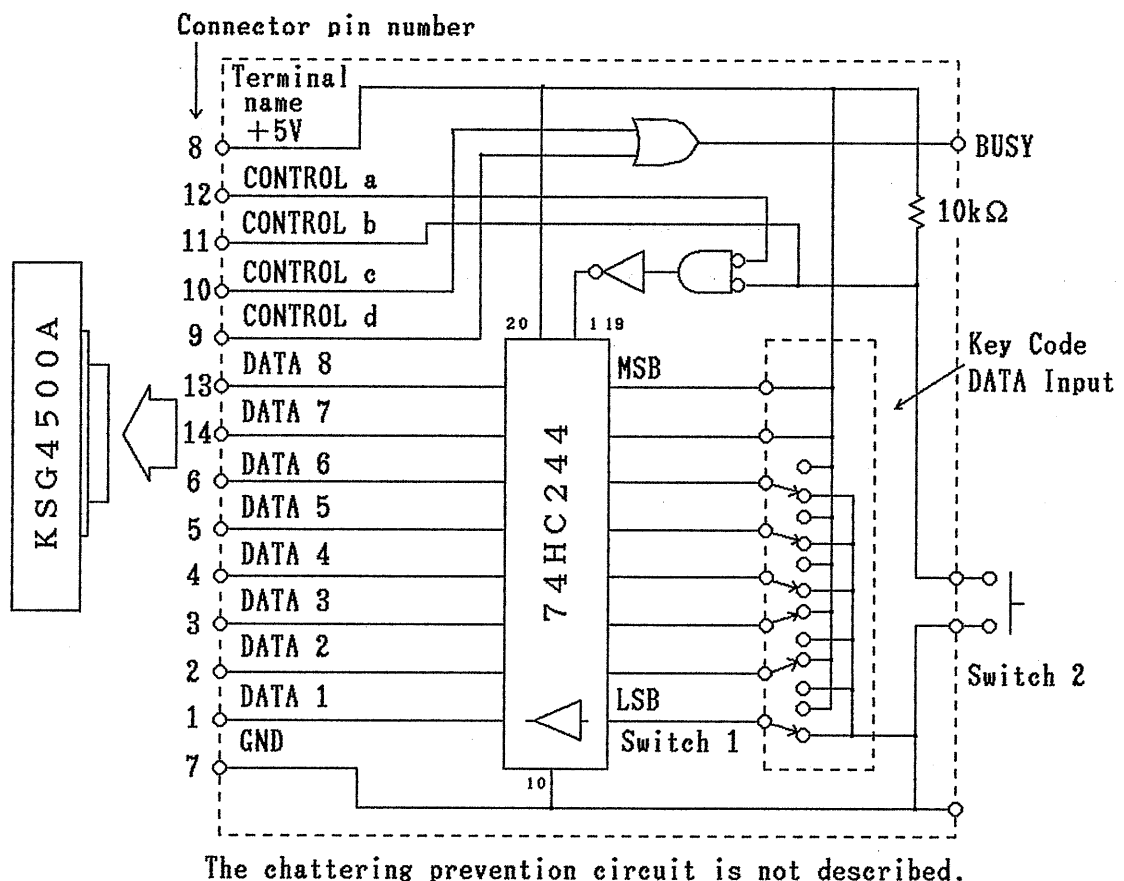 Connector pin number
Terminal
name
+5V
8
BUSY
CONTROL a
12
10kΩ
CONTROL b
11
CONTROL c
10
CONTROL d
9
20
1 19
Key Code
DATA Input
DATA 8
13
MSB
DATA 7
14
DATA 6
6
DATA 5
5
DATA 4
4
DATA 3
3
DATA 2
2
DATA 1
1
LSB
Switch 1
Switch 2
GND
7
10
KSG4500A
74HC244
The chattering prevention circuit is not described.